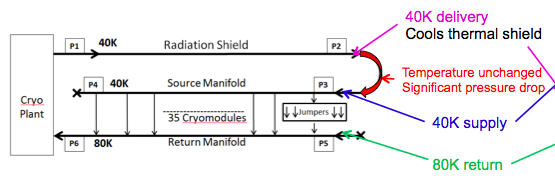 P1
40K
Radiation Shield
P2
40K delivery
Cools thermal shield
Temperature unchanged
Significant pressure drop
P4
40K
Source Manifold
P3
Cryo
Plant
35 Cryomodules
Jumpers
40K supply
P6
80K
Return Manifold
P5
80K return